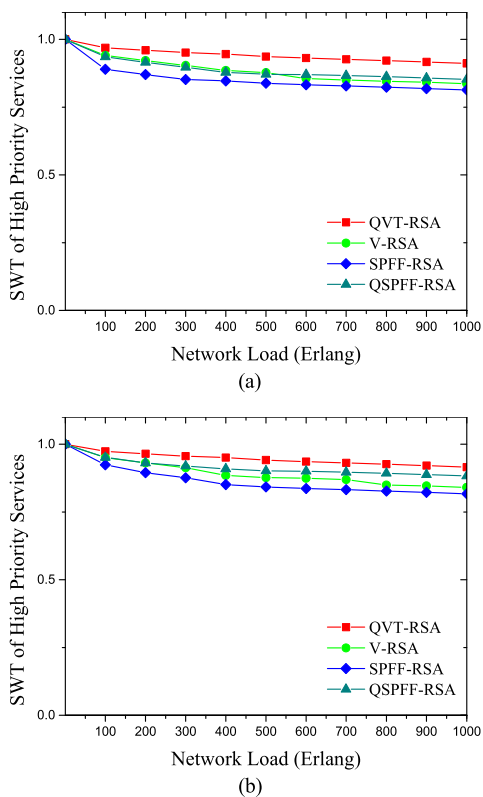 SWT of High Priority Services
1.0
0.5
0.0
QVT-RSA
V-RSA
SPFF-RSA
QSPFF-RSA
100 200 300 400 500 600 700 800 900 1000
Network Load (Erlang)
(a)
SWT of High Priority Services
1.0
0.5
0.0
QVT-RSA
V-RSA
SPFF-RSA
QSPFF-RSA
100 200 300 400 500 600 700 800 900 1000
Network Load (Erlang)
(b)